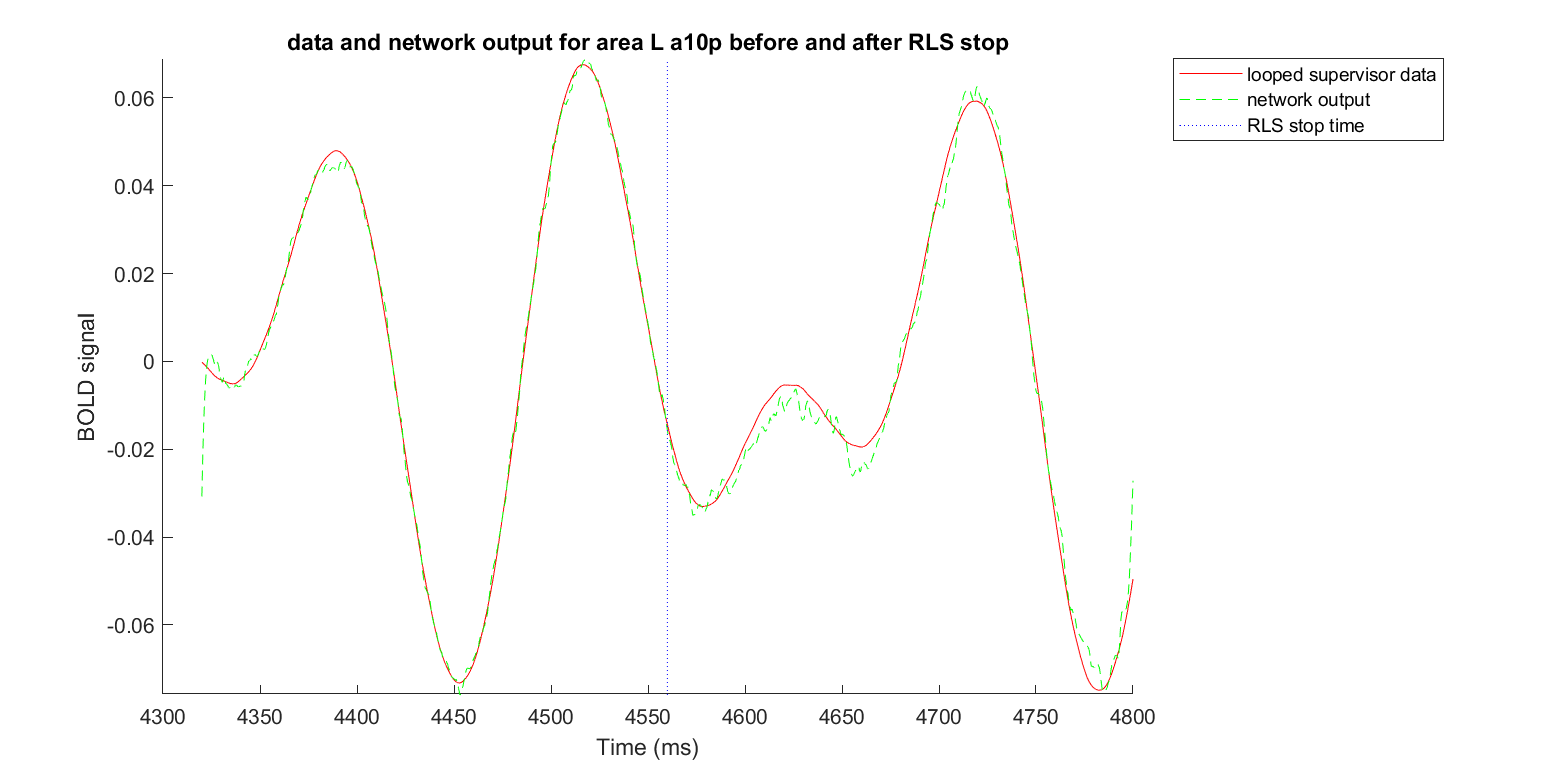 data and network output for area L a10p before and after RLS stop
looped supervisor data
network output
RLS stop time
0.06
0.04
0.02
0
-0.02
-0.04
-0.06
BOLD signal
4300 4350 4400 4450 4500 4550 4600 4650 4700 4750 4800
Time (ms)